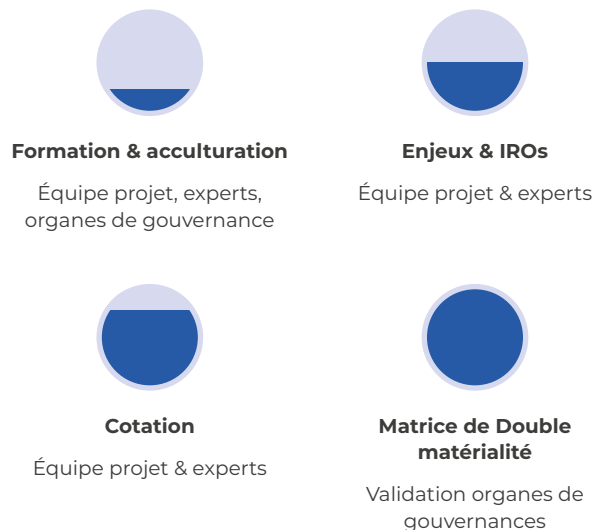 Formation & acculturation
Équipe projet, experts,
organes de gouvernance
Enjeux & IROs
Équipe projet & experts
Cotation
Équipe projet & experts
Matrice de Double
matérialité
Validation organes de
gouvernances